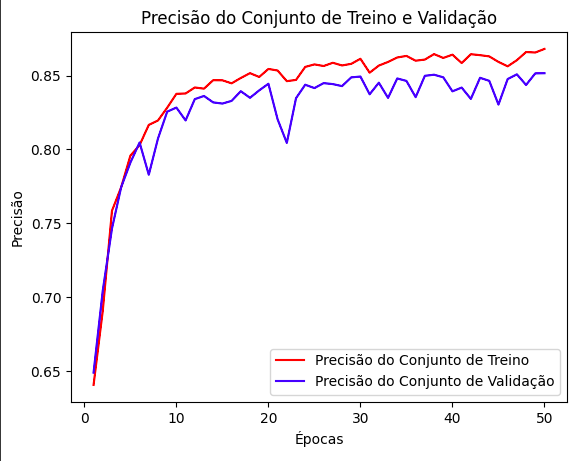 Precisão do Conjunto de Treino e Validação
0.85
0.80
0.75
0.70
0.65
Precisão
0
10
20
30
40
50
Épocas
Precisão do Conjunto de Treino
Precisão do Conjunto de Validação